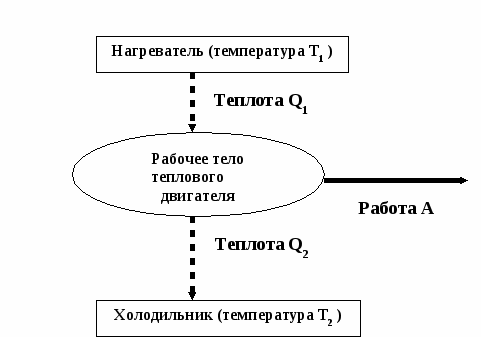 Нагреватель (температура T₁ )
Теплота Q₁
Рабочее тело
теплового
двигателя
Работа A
Теплота Q₂
Холодильник (температура T₂ )